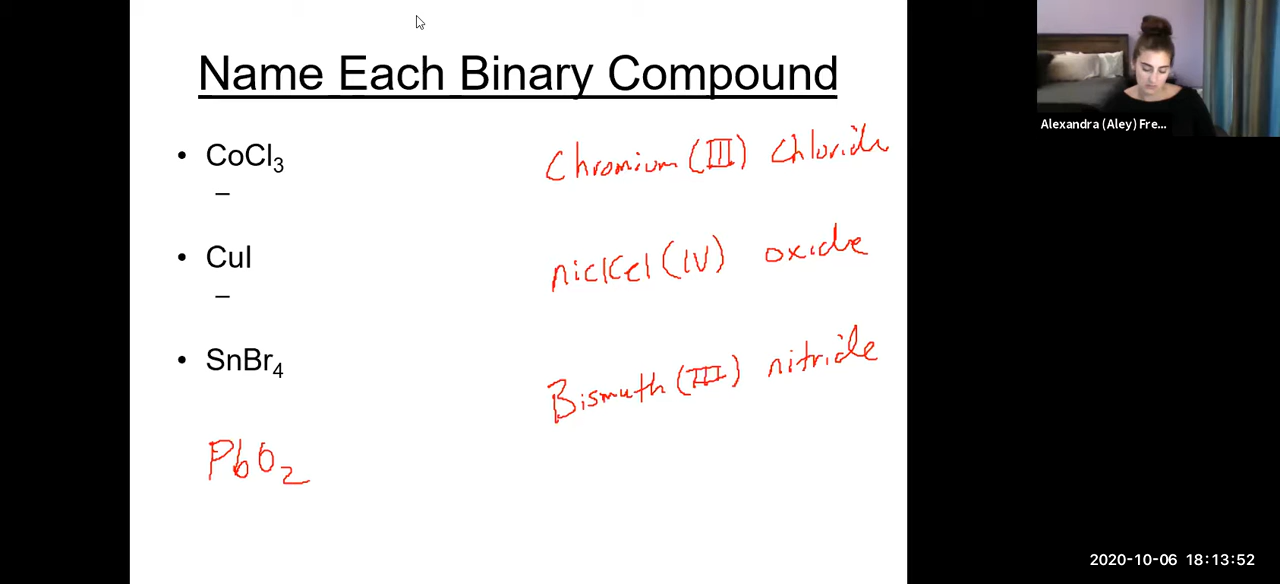 Name Each Binary Compound
• CoCl₃
–
• CuI
–
• SnBr₄
PbO₂
Chromium (III) chloride
nickel (IV) oxide
Bismuth (III) nitride
Alexandra (Aley) Fre...
2020-10-06 18:13:52